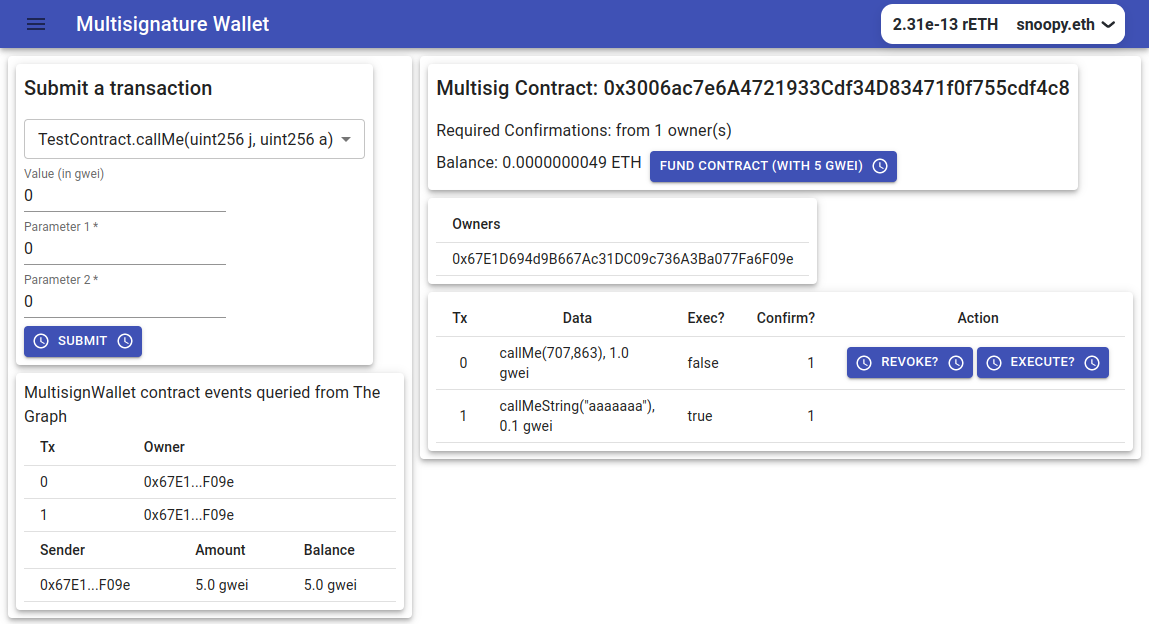 Multisignature Wallet
2.31e-13 rETH snoopy.eth
Submit a transaction
TestContract.callMe(uint256 j, uint256 a)
Value (in gwei)
0
Parameter 1 *
0
Parameter 2 *
0
SUBMIT
MultisignWallet contract events queried from The
Graph
Tx Owner
0 0x67E1...F09e
1 0x67E1...F09e
Sender Amount Balance
0x67E1...F09e 5.0 gwei 5.0 gwei
Multisig Contract: 0x3006ac7e6A4721933Cdf34D83471f0f755cdf4c8
Required Confirmations: from 1 owner(s)
Balance: 0.0000000049 ETH FUND CONTRACT (WITH 5 GWEI)
Owners
0x67E1D694d9B667Ac31DC09c736A3Ba077Fa6F09e
Tx Data Exec? Confirm? Action
0 callMe(707,863), 1.0
gwei false 1 REVOKE? EXECUTE?
1 callMeString("aaaaaaa"),
0.1 gwei true 1